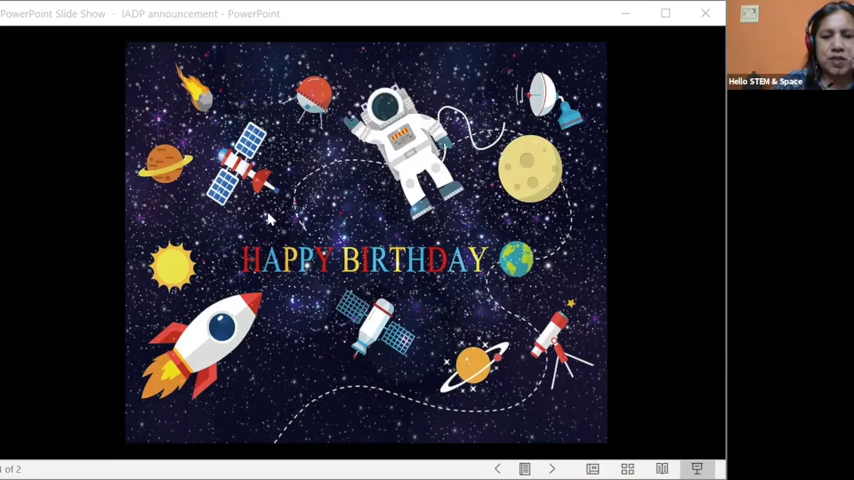 PowerPoint Slide Show - IADP announcement - PowerPoint
Hello STEM & Space
HAPPY BIRTHDAY
of 2